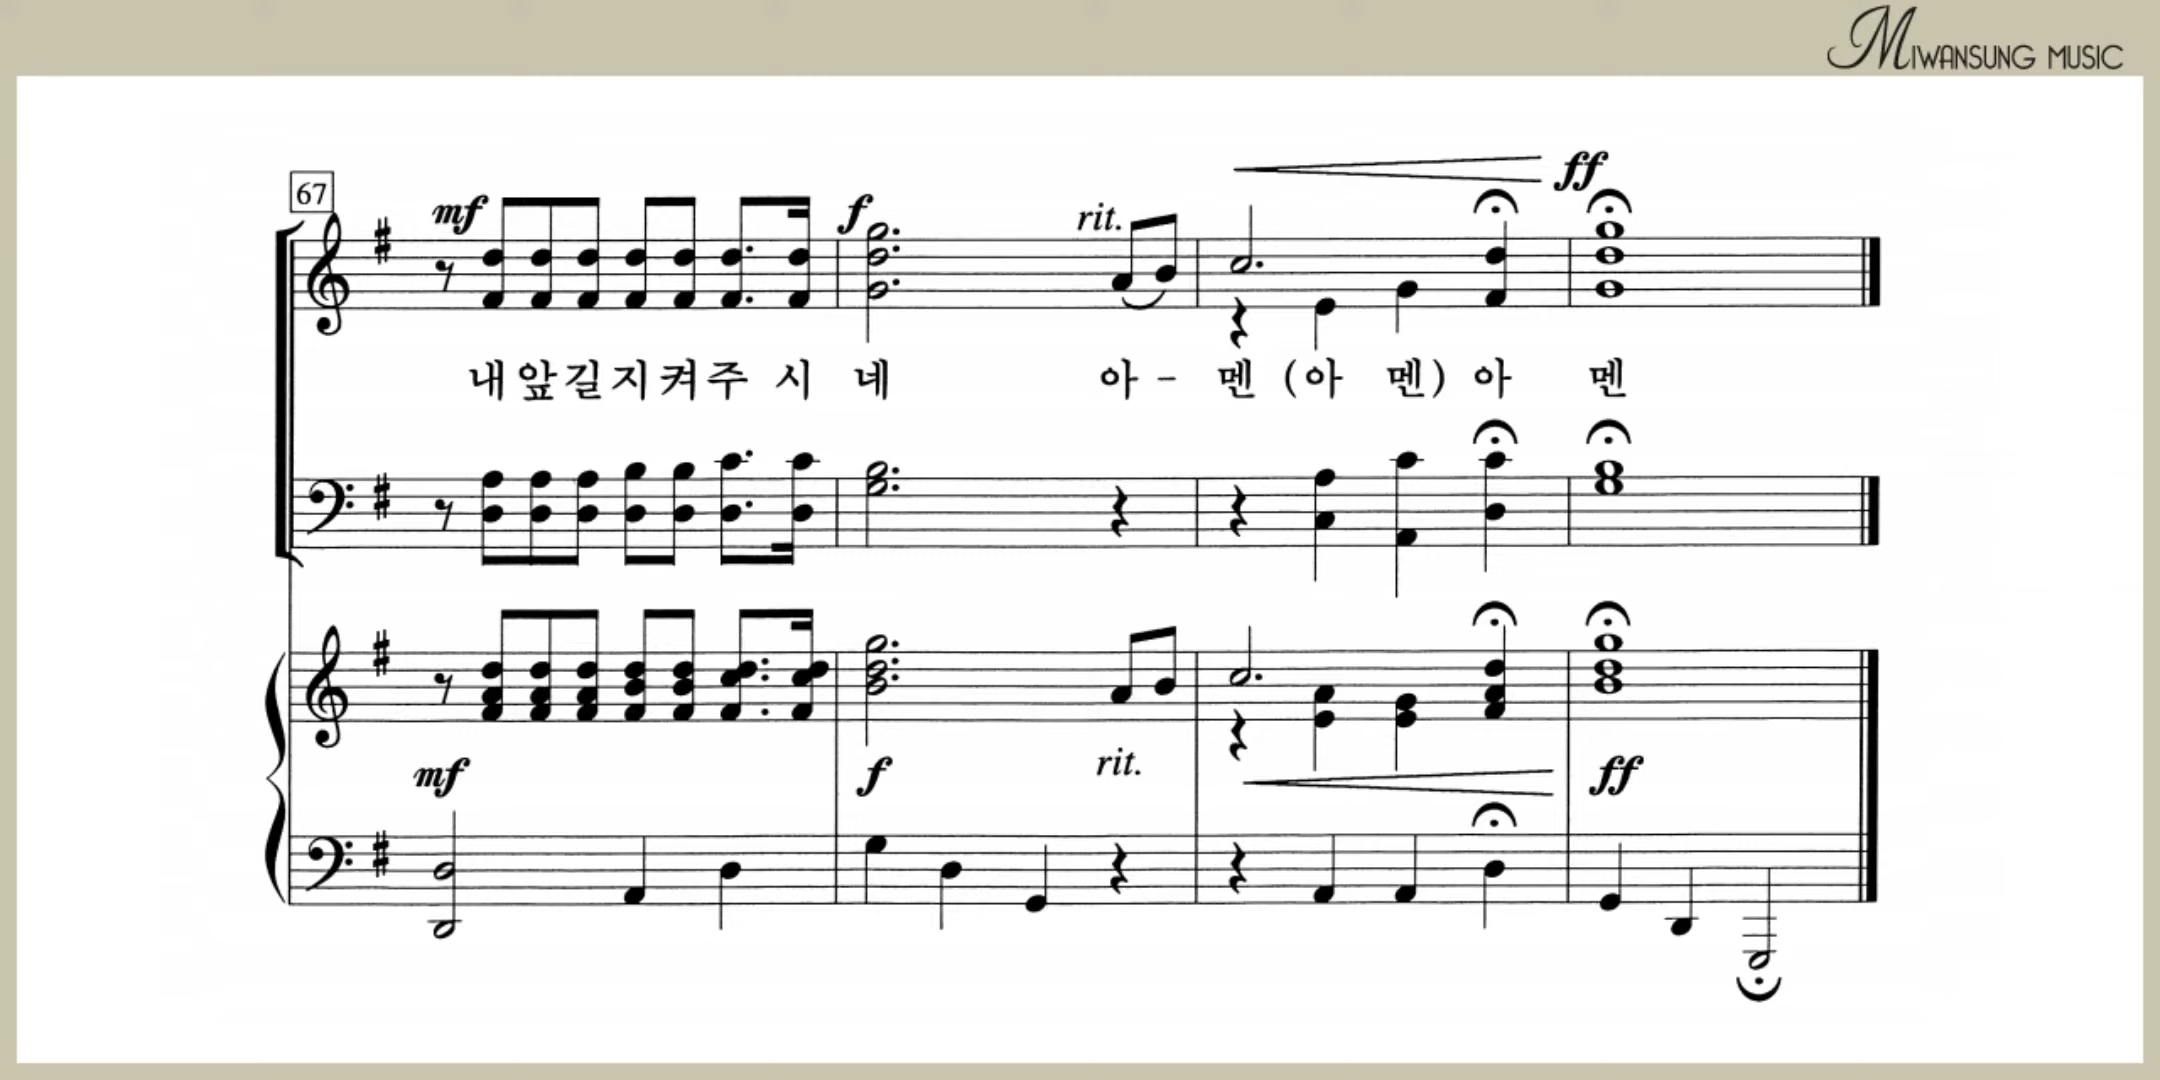 MIWANSUNG MUSIC
ff
67
mf f rit.
내 앞 길 지 켜 주 시 네 아 - 멘 (아 멘) 아 멘
mf f rit. ff